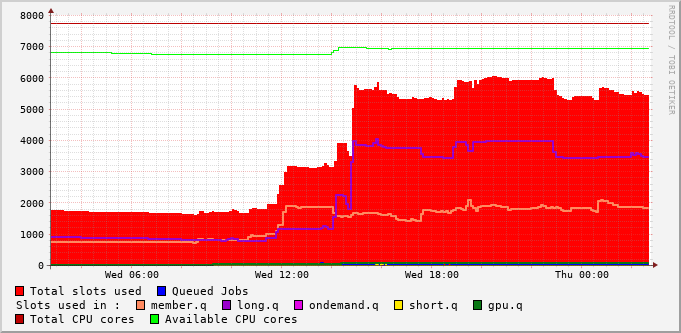 8000
7000
6000
5000
4000
3000
2000
1000
0
Wed 06:00 Wed 12:00 Wed 18:00 Thu 00:00
Total slots used Queued Jobs
Slots used in : member.q long.q ondemand.q short.q gpu.q
Total CPU cores Available CPU cores
RRDTOOL / TOBI OETIKER